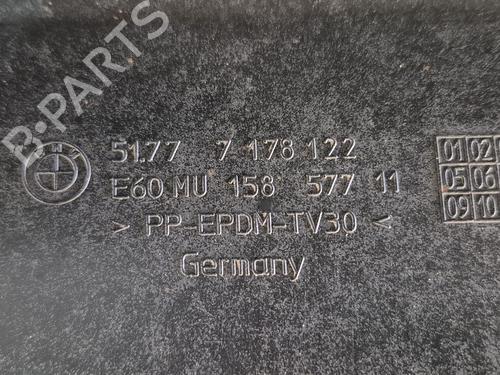 B-PARTS
51.77 7 178 122
E60 MU 158 577 11
> PP-EPDM-TV30 <
Germany
01 02
05 06
09 10